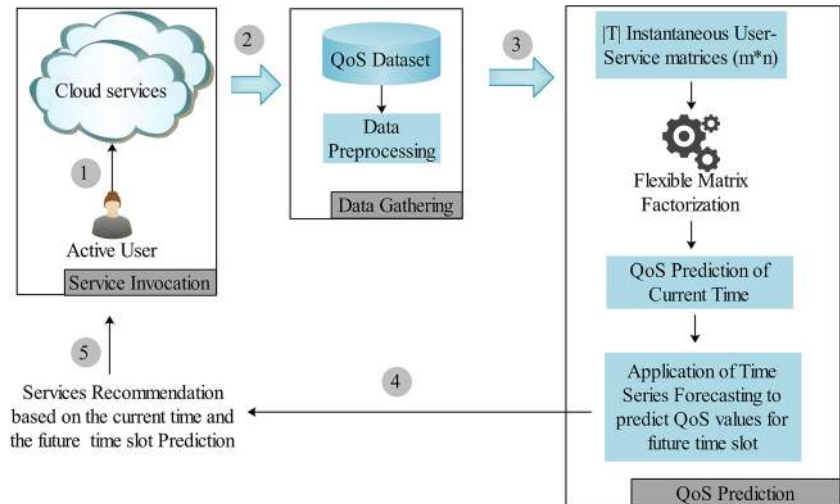 Cloud services
1
Active User
Service Invocation
2
QoS Dataset
Data
Preprocessing
Data Gathering
3
|T| Instantaneous User-
Service matrices (m*n)
Flexible Matrix
Factorization
QoS Prediction of
Current Time
Application of Time
Series Forecasting to
predict QoS values for
future time slot
QoS Prediction
4
5
Services Recommendation
based on the current time and
the future time slot Prediction